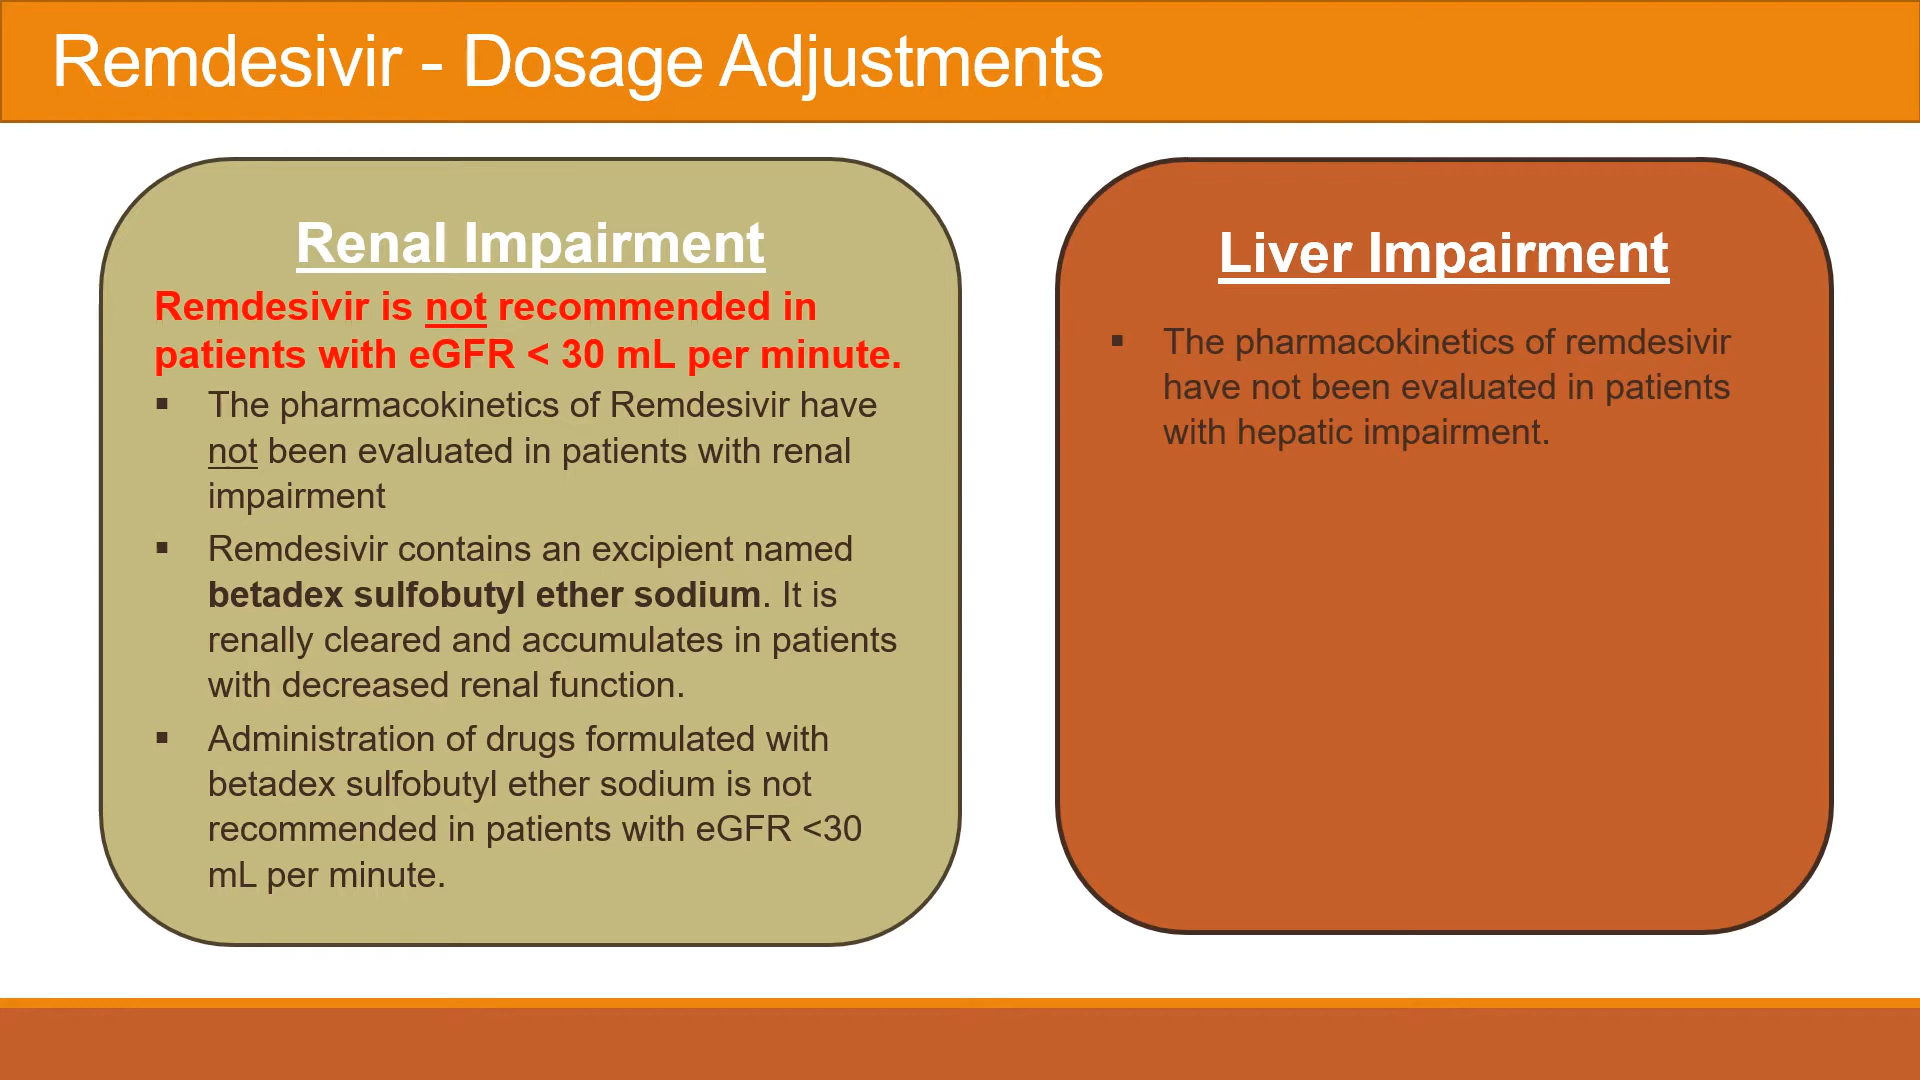 Remdesivir - Dosage Adjustments
Renal Impairment
Remdesivir is not recommended in
patients with eGFR < 30 mL per minute.
▪ The pharmacokinetics of Remdesivir have
not been evaluated in patients with renal
impairment
▪ Remdesivir contains an excipient named
betadex sulfobutyl ether sodium. It is
renally cleared and accumulates in patients
with decreased renal function.
▪ Administration of drugs formulated with
betadex sulfobutyl ether sodium is not
recommended in patients with eGFR <30
mL per minute.
Liver Impairment
▪ The pharmacokinetics of remdesivir
have not been evaluated in patients
with hepatic impairment.